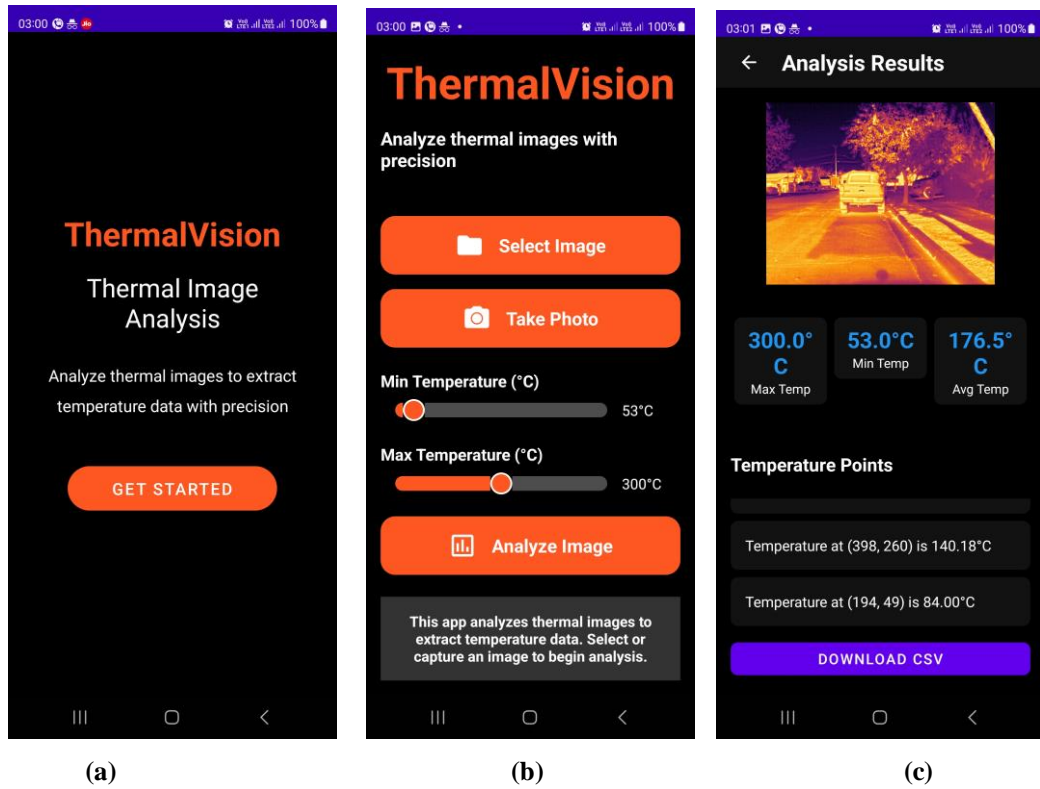 03:00
100%
ThermalVision
Thermal Image
Analysis
Analyze thermal images to extract
temperature data with precision
GET STARTED
(a)
03:00
100%
ThermalVision
Analyze thermal images with
precision
Select Image
Take Photo
Min Temperature (°C)
53°C
Max Temperature (°C)
300°C
Analyze Image
This app analyzes thermal images to
extract temperature data. Select or
capture an image to begin analysis.
(b)
03:01
100%
Analysis Results
300.0°
C
Max Temp
53.0°C
Min Temp
176.5°
C
Avg Temp
Temperature Points
Temperature at (398, 260) is 140.18°C
Temperature at (194, 49) is 84.00°C
DOWNLOAD CSV
(c)